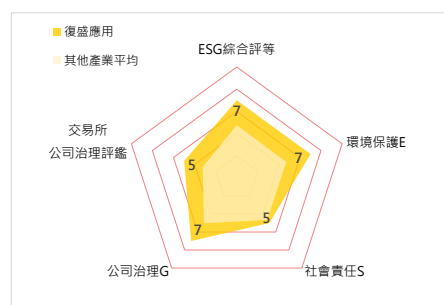 復盛應用
其他產業平均
ESG綜合評等
7
環境保護E
7
交易所
公司治理評鑑
5
7
5
公司治理G
社會責任S